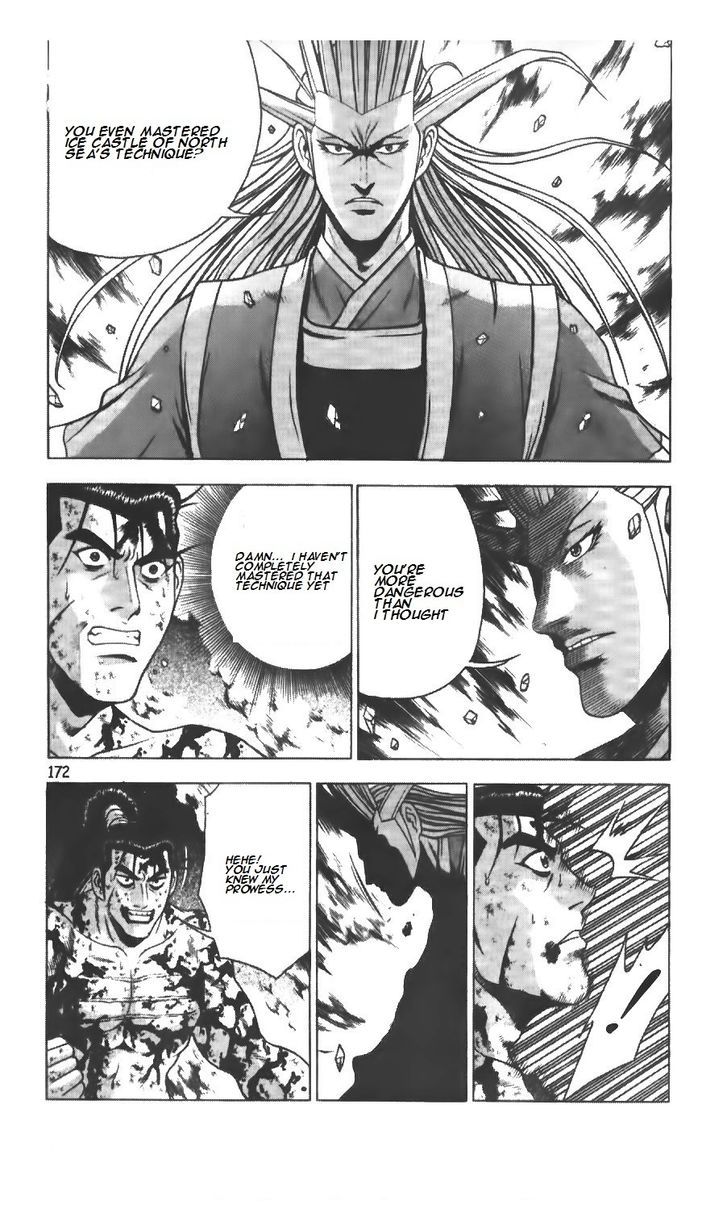 YOU EVEN MASTERED
ICE CASTLE OF NORTH
SEA'S TECHNIQUE?
DAMN... I HAVEN'T
COMPLETELY
MASTERED THAT
TECHNIQUE YET
YOU'RE
MORE
DANGEROUS
THAN
I THOUGHT
172
HEHE!
YOU JUST
KNEW MY
PROWESS...
!